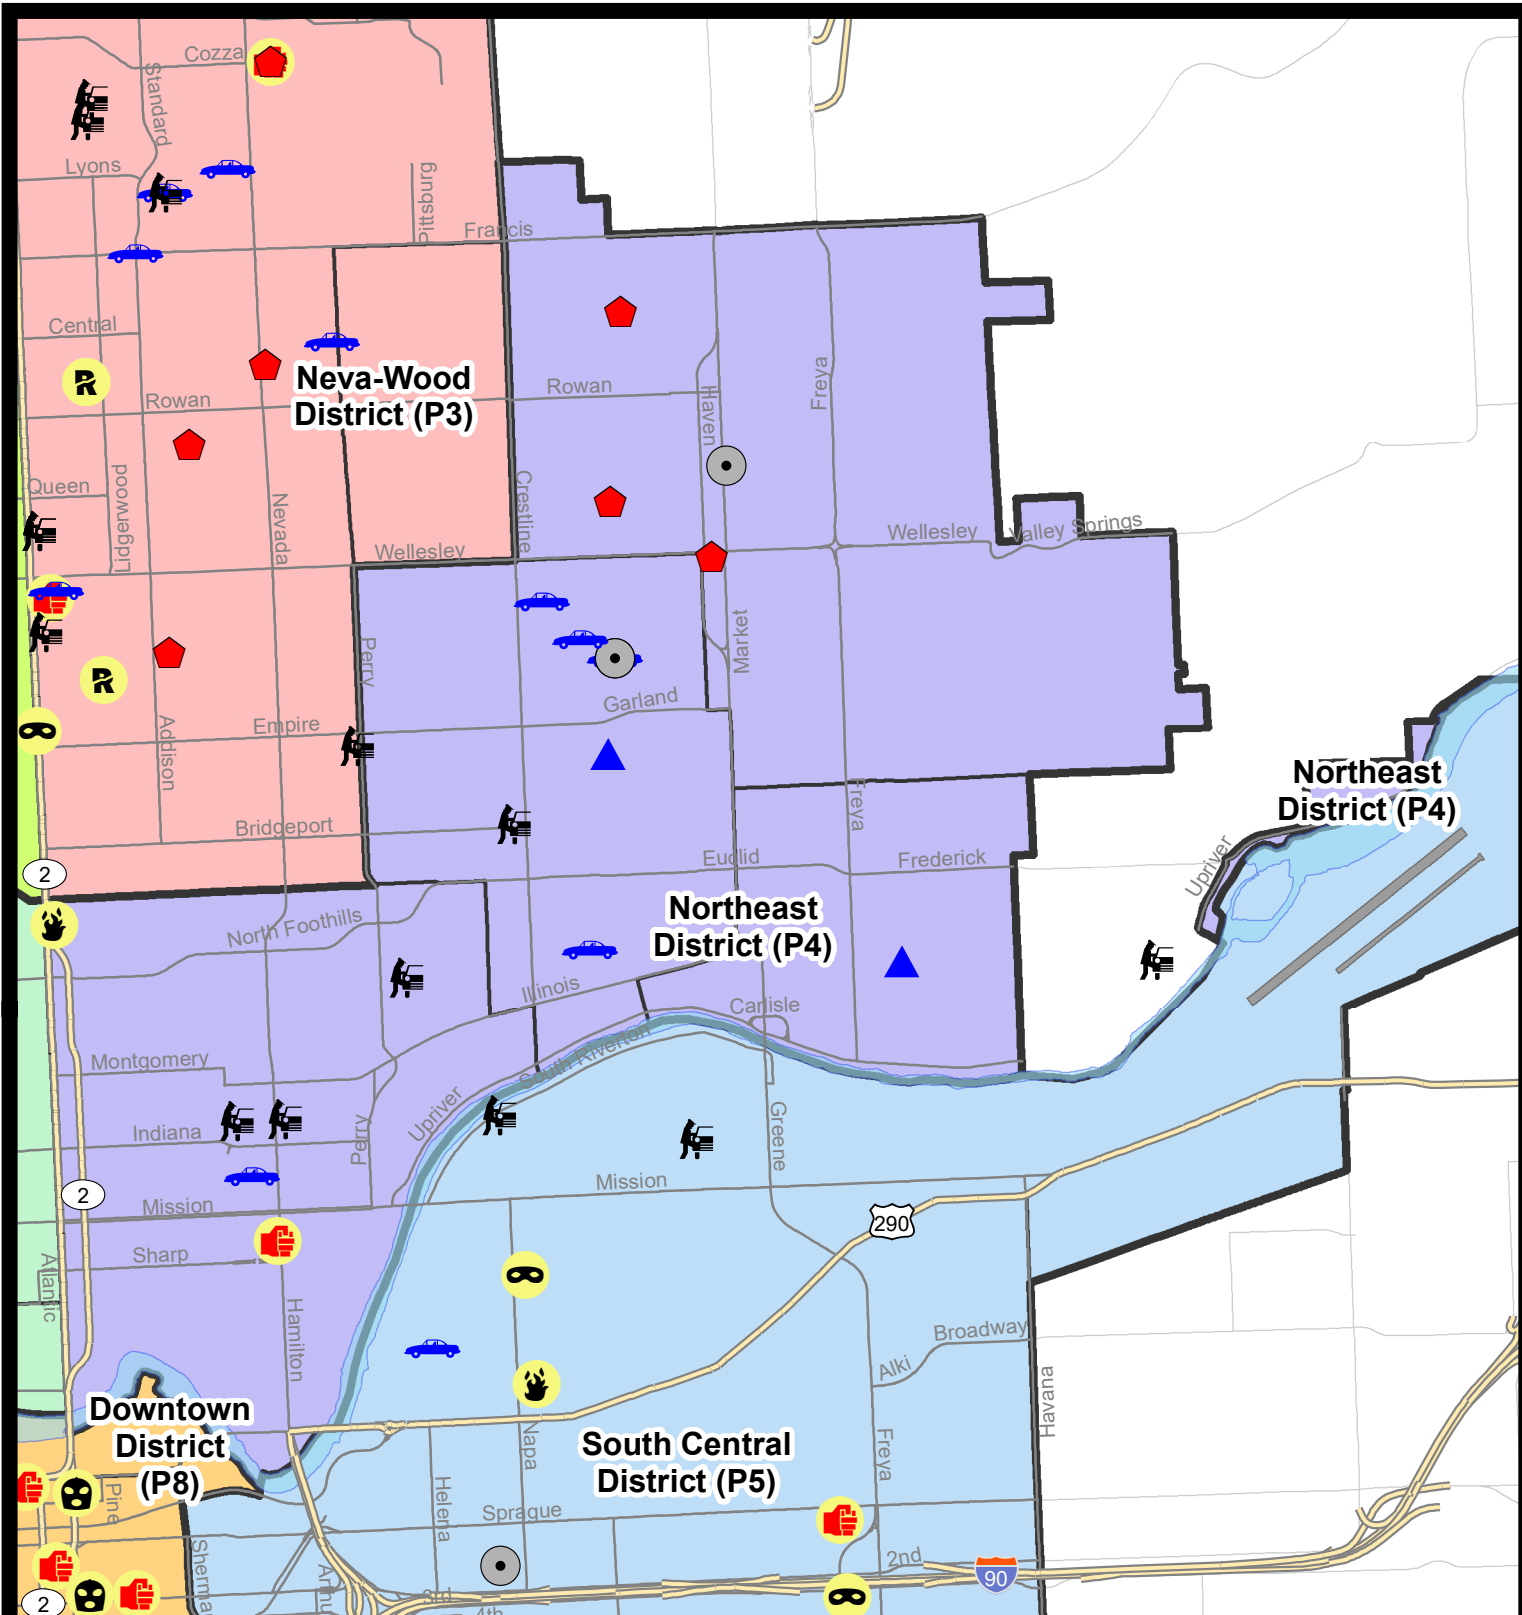 Cozza
Standard
Lyons
Pittsburg
Francis
Central
Neva-Wood
District (P3)
Rowan
Rowan
Haven
Freya
Queen
Lidgerwood
Nevada
Crestline
Wellesley
Wellesley
Valley Springs
Perry
Market
Garland
Empire
Addison
Northeast
District (P4)
Bridgeport
Freya
Euclid
Frederick
Upriver
2
Northeast
District (P4)
North Foothills
Illinois
Carlisle
South Riverton
Montgomery
Upriver
Greene
Indiana
Perry
Mission
2
Mission
290
Sharp
Atlantic
Hamilton
Broadway
Alki
Havana
Downtown
District
(P8)
South Central
District (P5)
Napa
Freya
Pine
Helena
Sprague
Sherma
2nd
90
3rd
4th
2